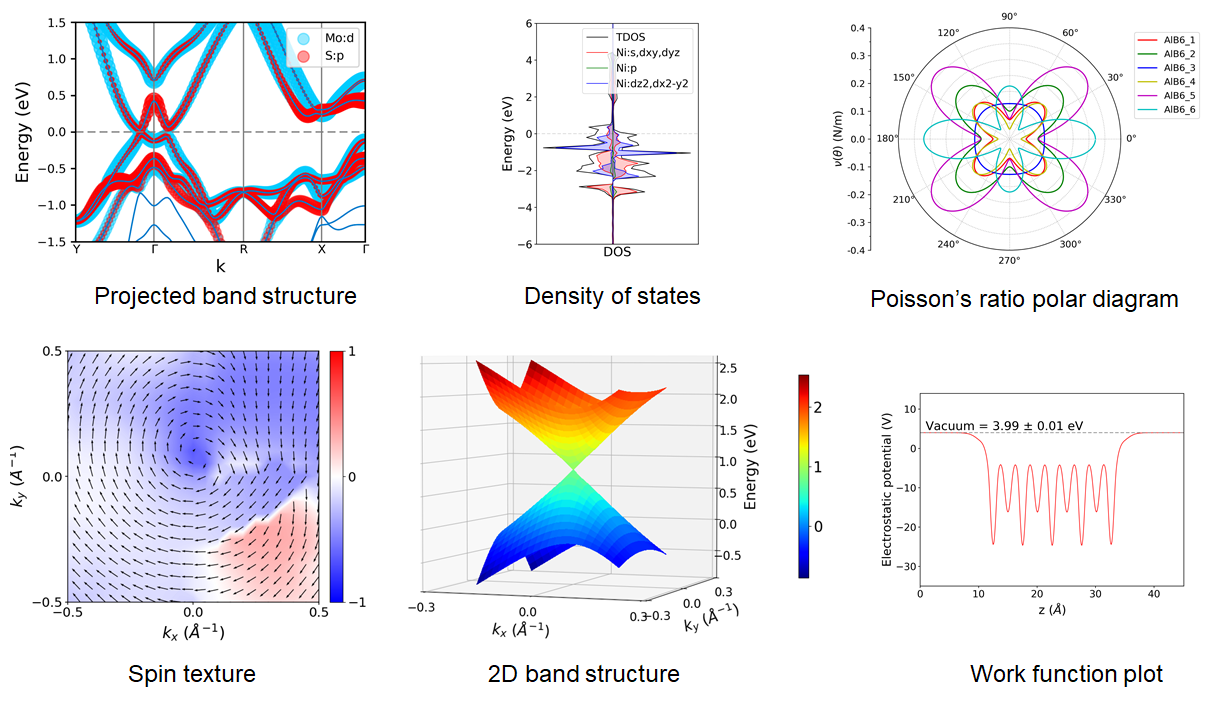 1.5
1.0
0.5
0.0
−0.5
−1.0
−1.5
Energy (eV)
Mo:d
S:p
Y
Γ
R
X
Γ
k
Projected band structure
6
4
2
0
−2
−4
−6
Energy (eV)
TDOS
Ni:s,dxy,dyz
Ni:p
Ni:dz2,dx2-y2
DOS
Density of states
0.4
0.3
0.2
0.1
0.0
-0.1
-0.2
-0.3
-0.4
ν(θ) (N/m)
90°
120°
60°
150°
30°
180°
0°
210°
330°
240°
300°
270°
AlB6_1
AlB6_2
AlB6_3
AlB6_4
AlB6_5
AlB6_6
Poisson's ratio polar diagram
0.5
0.0
−0.5
ky (Å⁻¹)
−0.5
0.0
0.5
kx (Å⁻¹)
1
0
−1
Spin texture
2.5
2.0
1.5
1.0
0.5
0.0
−0.5
Energy (eV)
−0.3
0.0
0.3
kx (Å⁻¹)
−0.3
0.0
0.3
ky (Å⁻¹)
2
1
0
2D band structure
10
0
−10
−20
−30
Electrostatic potential (V)
Vacuum = 3.99 ± 0.01 eV
0
10
20
30
40
z (Å)
Work function plot